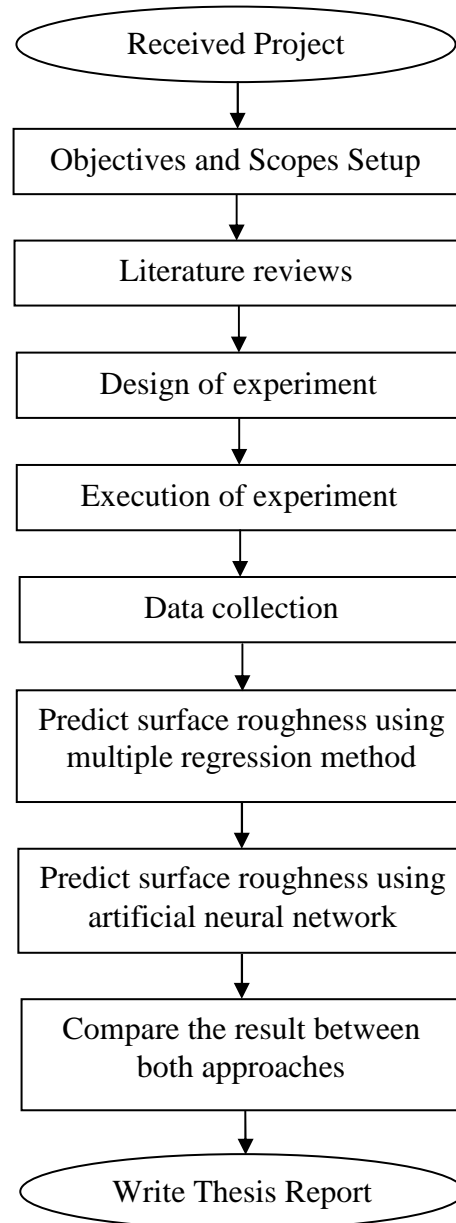 Received Project
Objectives and Scopes Setup
Literature reviews
Design of experiment
Execution of experiment
Data collection
Predict surface roughness using
multiple regression method
Predict surface roughness using
artificial neural network
Compare the result between
both approaches
Write Thesis Report